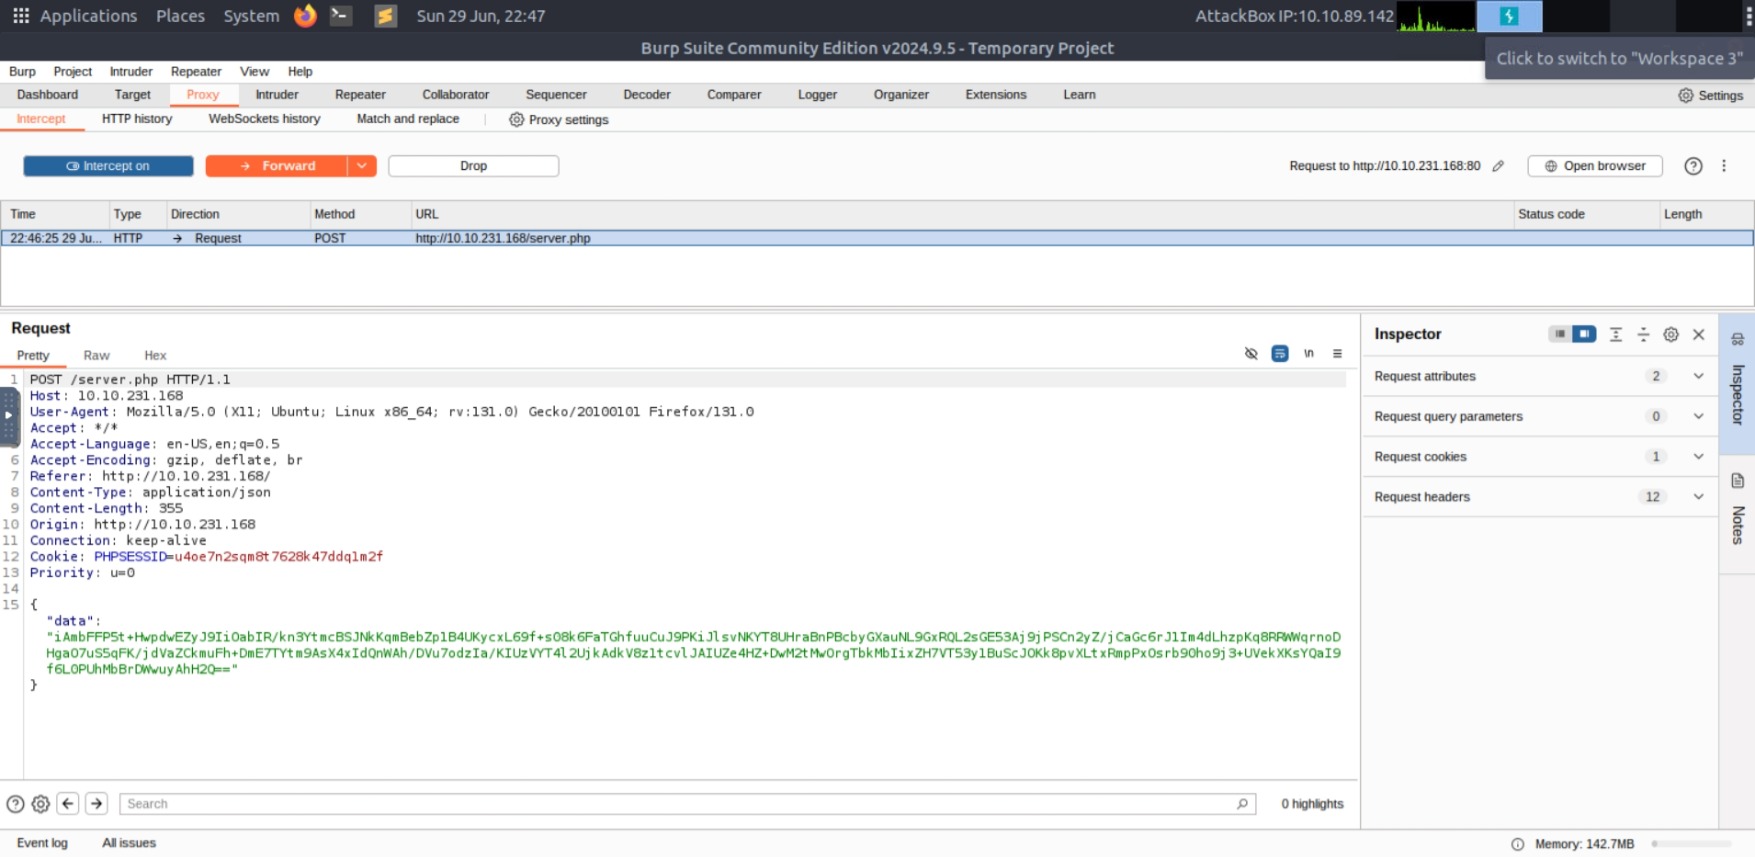 Applications Places System Sun 29 Jun, 22:47 AttackBox IP:10.10.89.142
Burp Suite Community Edition v2024.9.5 - Temporary Project
Click to switch to "Workspace 3"
Burp Project Intruder Repeater View Help
Dashboard Target Proxy Intruder Repeater Collaborator Sequencer Decoder Comparer Logger Organizer Extensions Learn Settings
Intercept HTTP history WebSockets history Match and replace Proxy settings
Intercept on Forward Drop Request to http://10.10.231.168:80 Open browser
Time Type Direction Method URL Status code Length
22:46:25 29 Ju... HTTP → Request POST http://10.10.231.168/server.php
Request
Pretty Raw Hex \n
1 POST /server.php HTTP/1.1
Host: 10.10.231.168
User-Agent: Mozilla/5.0 (X11; Ubuntu; Linux x86_64; rv:131.0) Gecko/20100101 Firefox/131.0
Accept: */*
Accept-Language: en-US,en;q=0.5
6 Accept-Encoding: gzip, deflate, br
7 Referer: http://10.10.231.168/
8 Content-Type: application/json
9 Content-Length: 355
10 Origin: http://10.10.231.168
11 Connection: keep-alive
12 Cookie: PHPSESSID=u4oe7n2sqm8t7628k47ddq1m2f
13 Priority: u=0
14
15 {
"data":
"iAmbFFP5t+HwpdwEZyJ9IiOabIR/kn3YtmcBSJNkKqmBebZp1B4UKycxL69f+sO8k6FaTGhfuuCuJ9PKiJlsvNKYT8UHraBnPBcbyGXauNL9GxRQL2sGE53Aj9jPSCn2yZ/jCaGc6rJ1Im4dLhzpKq8RRWWqrnoD
Hga07uS5qFK/jdVaZCkmuFh+DmE7TYtm9AsX4xIdQnWAh/DVu7odzIa/KIUzVYT4l2UjkAdkV8z1tcvlJAIUZe4HZ+DwM2tMwOrgTbkMbIixZH7VT53y1BuScJOKk8pvXLtxRmpPxOsrb90ho9j3+UVekXKsYQaI9
f6LOPUhMbBrDWwuyAhH2Q=="
}
Inspector
Request attributes 2
Request query parameters 0
Request cookies 1
Request headers 12
Inspector
Notes
Search 0 highlights
Event log All issues Memory: 142.7MB